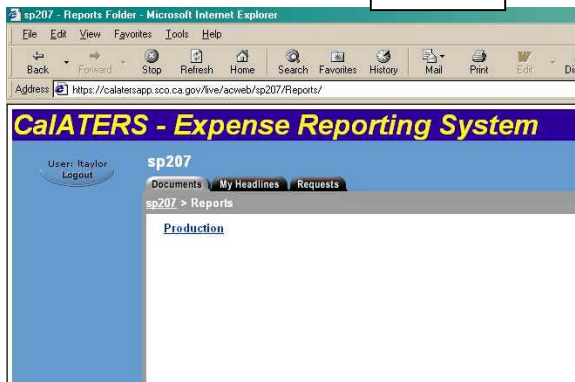 sp207 - Reports Folder - Microsoft Internet Explorer
File Edit View Favorites Tools Help
Back Forward Stop Refresh Home Search Favorites History Mail Print Edit
Address https://calatersapp.sco.ca.gov/live/acweb/sp207/Reports/
CalATERS - Expense Reporting System
User: ltaylor
Logout
sp207
Documents My Headlines Requests
sp207 > Reports
Production